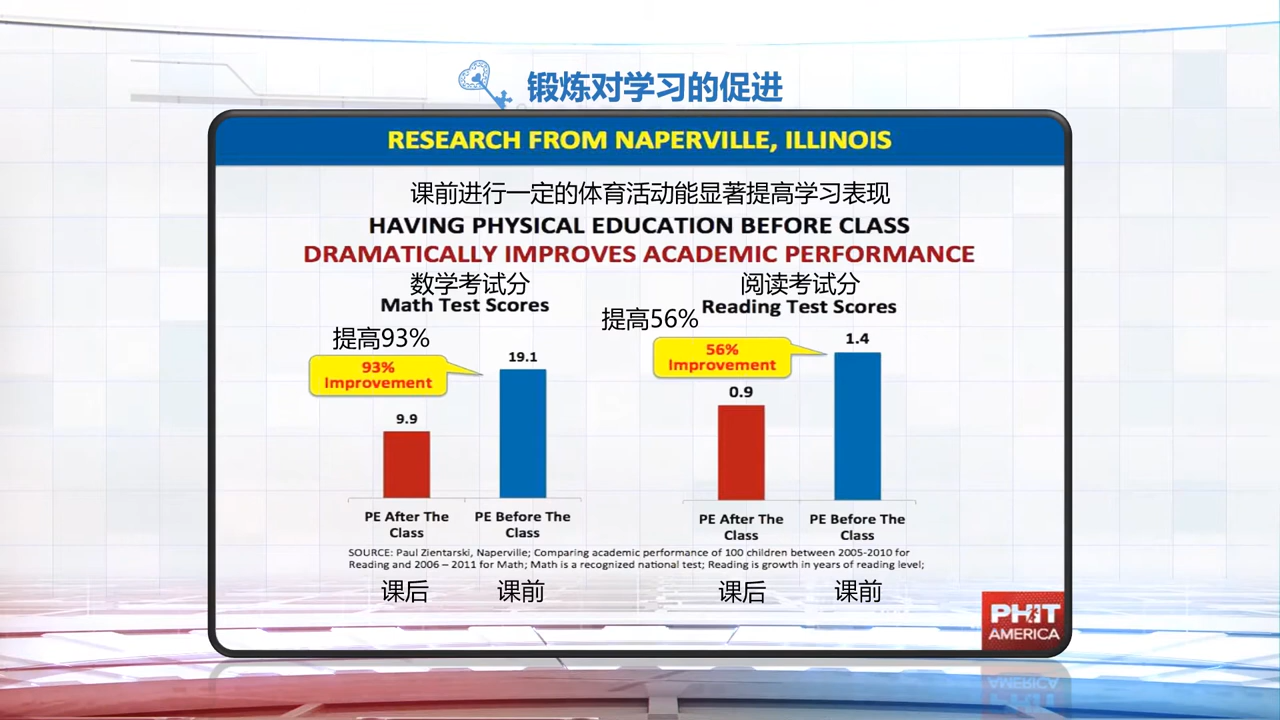 锻炼对学习的促进
RESEARCH FROM NAPERVILLE, ILLINOIS
课前进行一定的体育活动能显著提高学习表现
HAVING PHYSICAL EDUCATION BEFORE CLASS
DRAMATICALLY IMPROVES ACADEMIC PERFORMANCE
数学考试分
Math Test Scores
提高93%
93%
Improvement
19.1
9.9
PE After The
Class
PE Before The
Class
阅读考试分
Reading Test Scores
提高56%
56%
Improvement
1.4
0.9
PE After The
Class
PE Before The
Class
SOURCE: Paul Zientarski, Naperville; Comparing academic performance of 100 children between 2005-2010 for
Reading and 2006 – 2011 for Math; Math is a recognized national test; Reading is growth in years of reading level;
课后
课前
课后
课前
PHIT
AMERICA